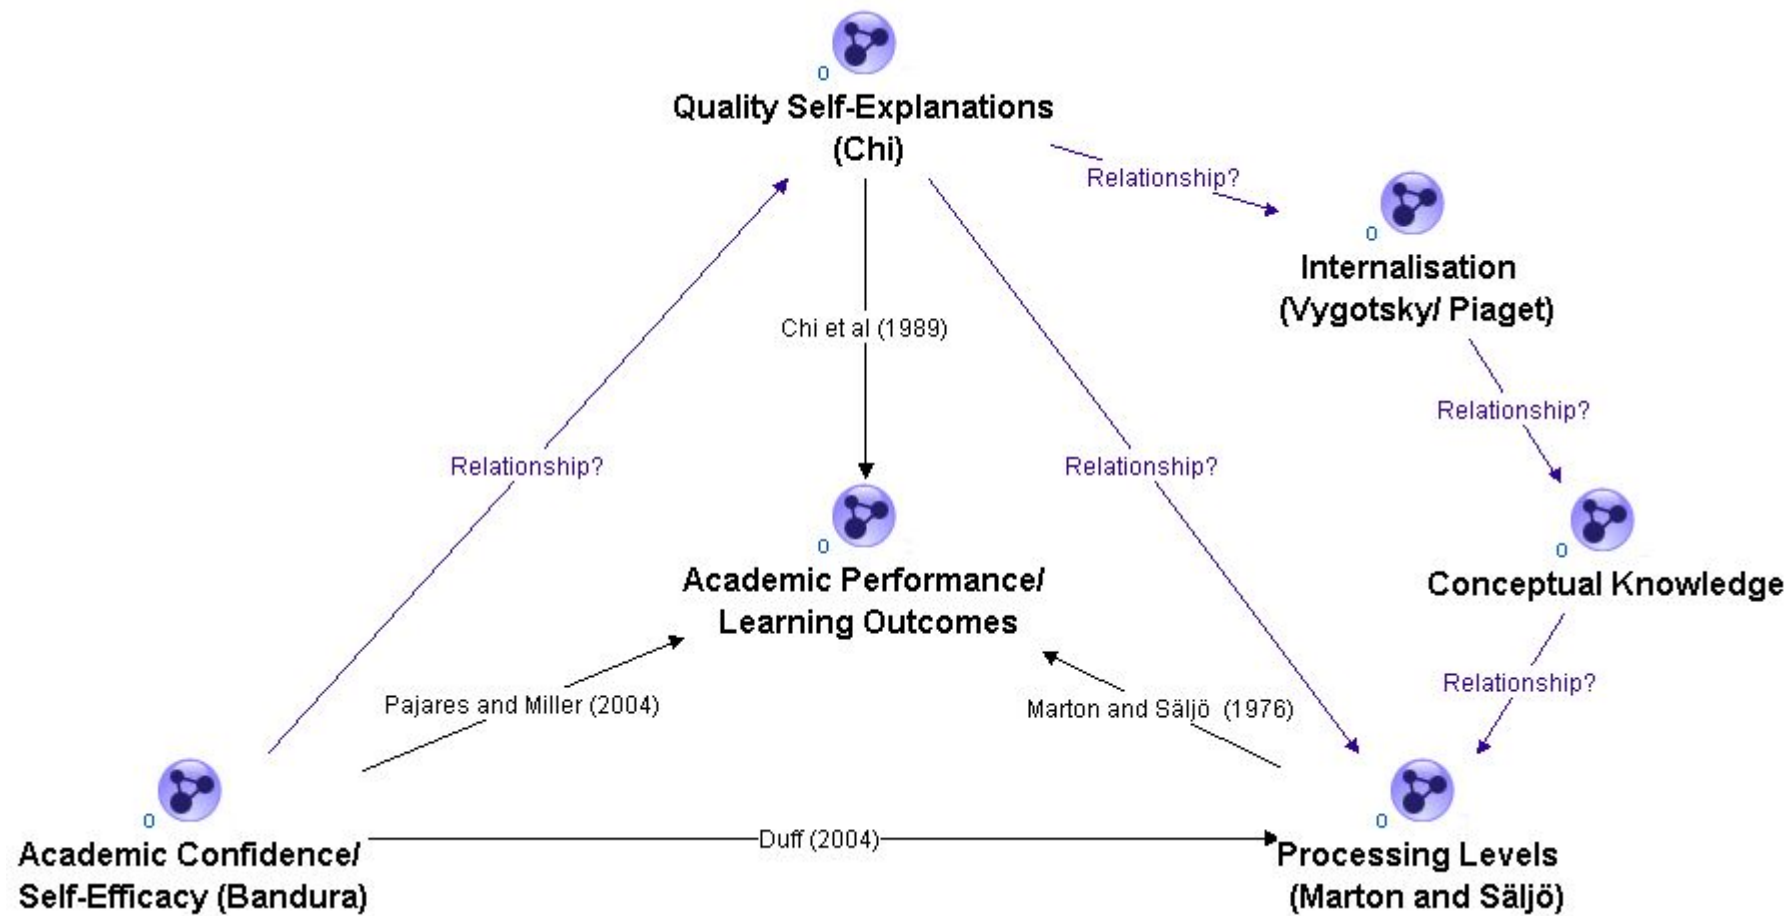 0
Quality Self-Explanations
(Chi)
Relationship?
0
Internalisation
(Vygotsky/ Piaget)
Chi et al (1989)
Relationship?
Relationship?
Relationship?
0
Academic Performance/
Learning Outcomes
0
Conceptual Knowledge
Relationship?
Pajares and Miller (2004)
Marton and Säljö (1976)
0
Academic Confidence/
Self-Efficacy (Bandura)
Duff (2004)
0
Processing Levels
(Marton and Säljö)